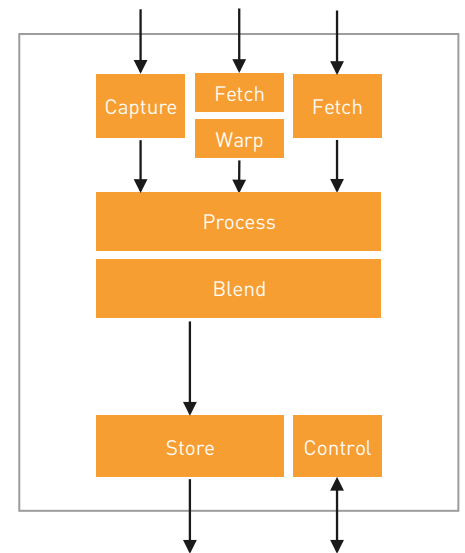 Capture
Fetch
Warp
Fetch
Process
Blend
Store
Control